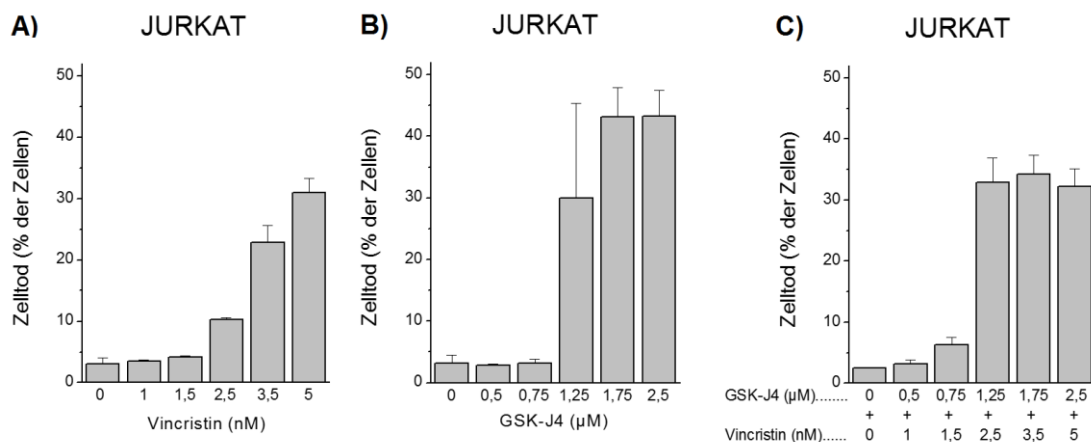 A) JURKAT
Zelltod (% der Zellen)
50
40
30
20
10
0
0 1 1,5 2,5 3,5 5
Vincristin (nM)
B) JURKAT
Zelltod (% der Zellen)
50
40
30
20
10
0
0 0,5 0,75 1,25 1,75 2,5
GSK-J4 (µM)
C) JURKAT
Zelltod (% der Zellen)
50
40
30
20
10
0
GSK-J4 (µM)........ 0 0,5 0,75 1,25 1,75 2,5
+ + + + + +
Vincristin (nM)...... 0 1 1,5 2,5 3,5 5